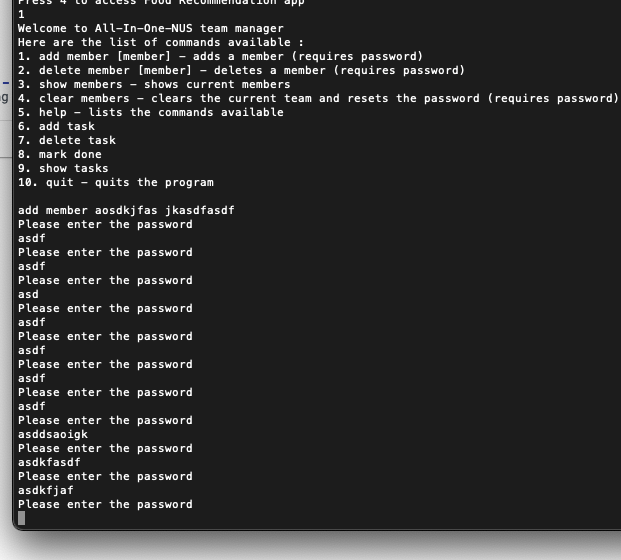 Press 4 to access Food Recommendation app
1
Welcome to All-In-One-NUS team manager
Here are the list of commands available :
1. add member [member] – adds a member (requires password)
2. delete member [member] – deletes a member (requires password)
3. show members – shows current members
4. clear members – clears the current team and resets the password (requires password)
5. help – lists the commands available
6. add task
7. delete task
8. mark done
9. show tasks
10. quit – quits the program
add member aosdkjfas jkasdfasdf
Please enter the password
asdf
Please enter the password
asdf
Please enter the password
asd
Please enter the password
asdf
Please enter the password
asdf
Please enter the password
asdf
Please enter the password
asdf
Please enter the password
asddsaoigk
Please enter the password
asdkfasdf
Please enter the password
asdkfjaf
Please enter the password